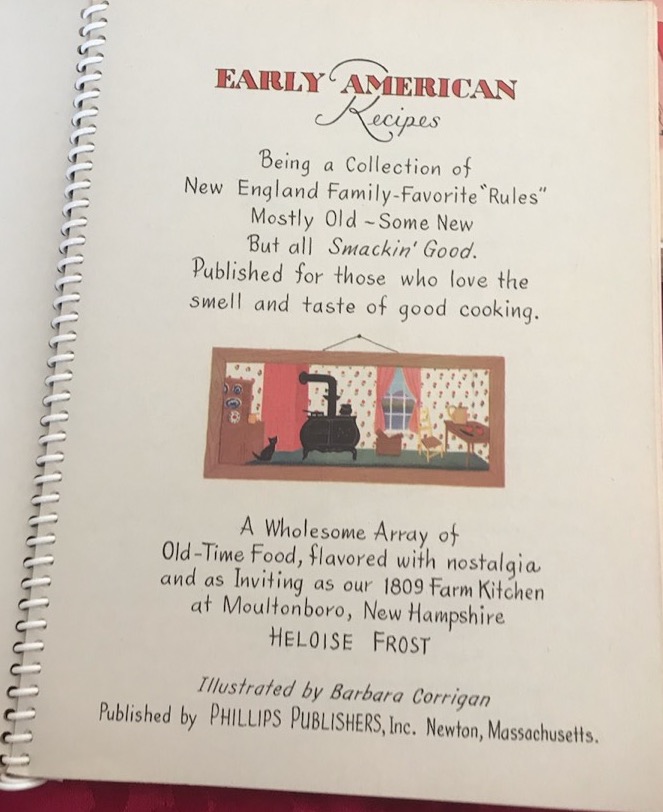 EARLY AMERICAN
Recipes
Being a Collection of
New England Family-Favorite "Rules"
Mostly Old ~ Some New
But all Smackin' Good.
Published for those who love the
smell and taste of good cooking.
A Wholesome Array of
Old-Time Food, flavored with nostalgia
and as Inviting as our 1809 Farm Kitchen
at Moultonboro, New Hampshire
HELOISE FROST
Illustrated by Barbara Corrigan
Published by PHILLIPS PUBLISHERS, Inc. Newton, Massachusetts.